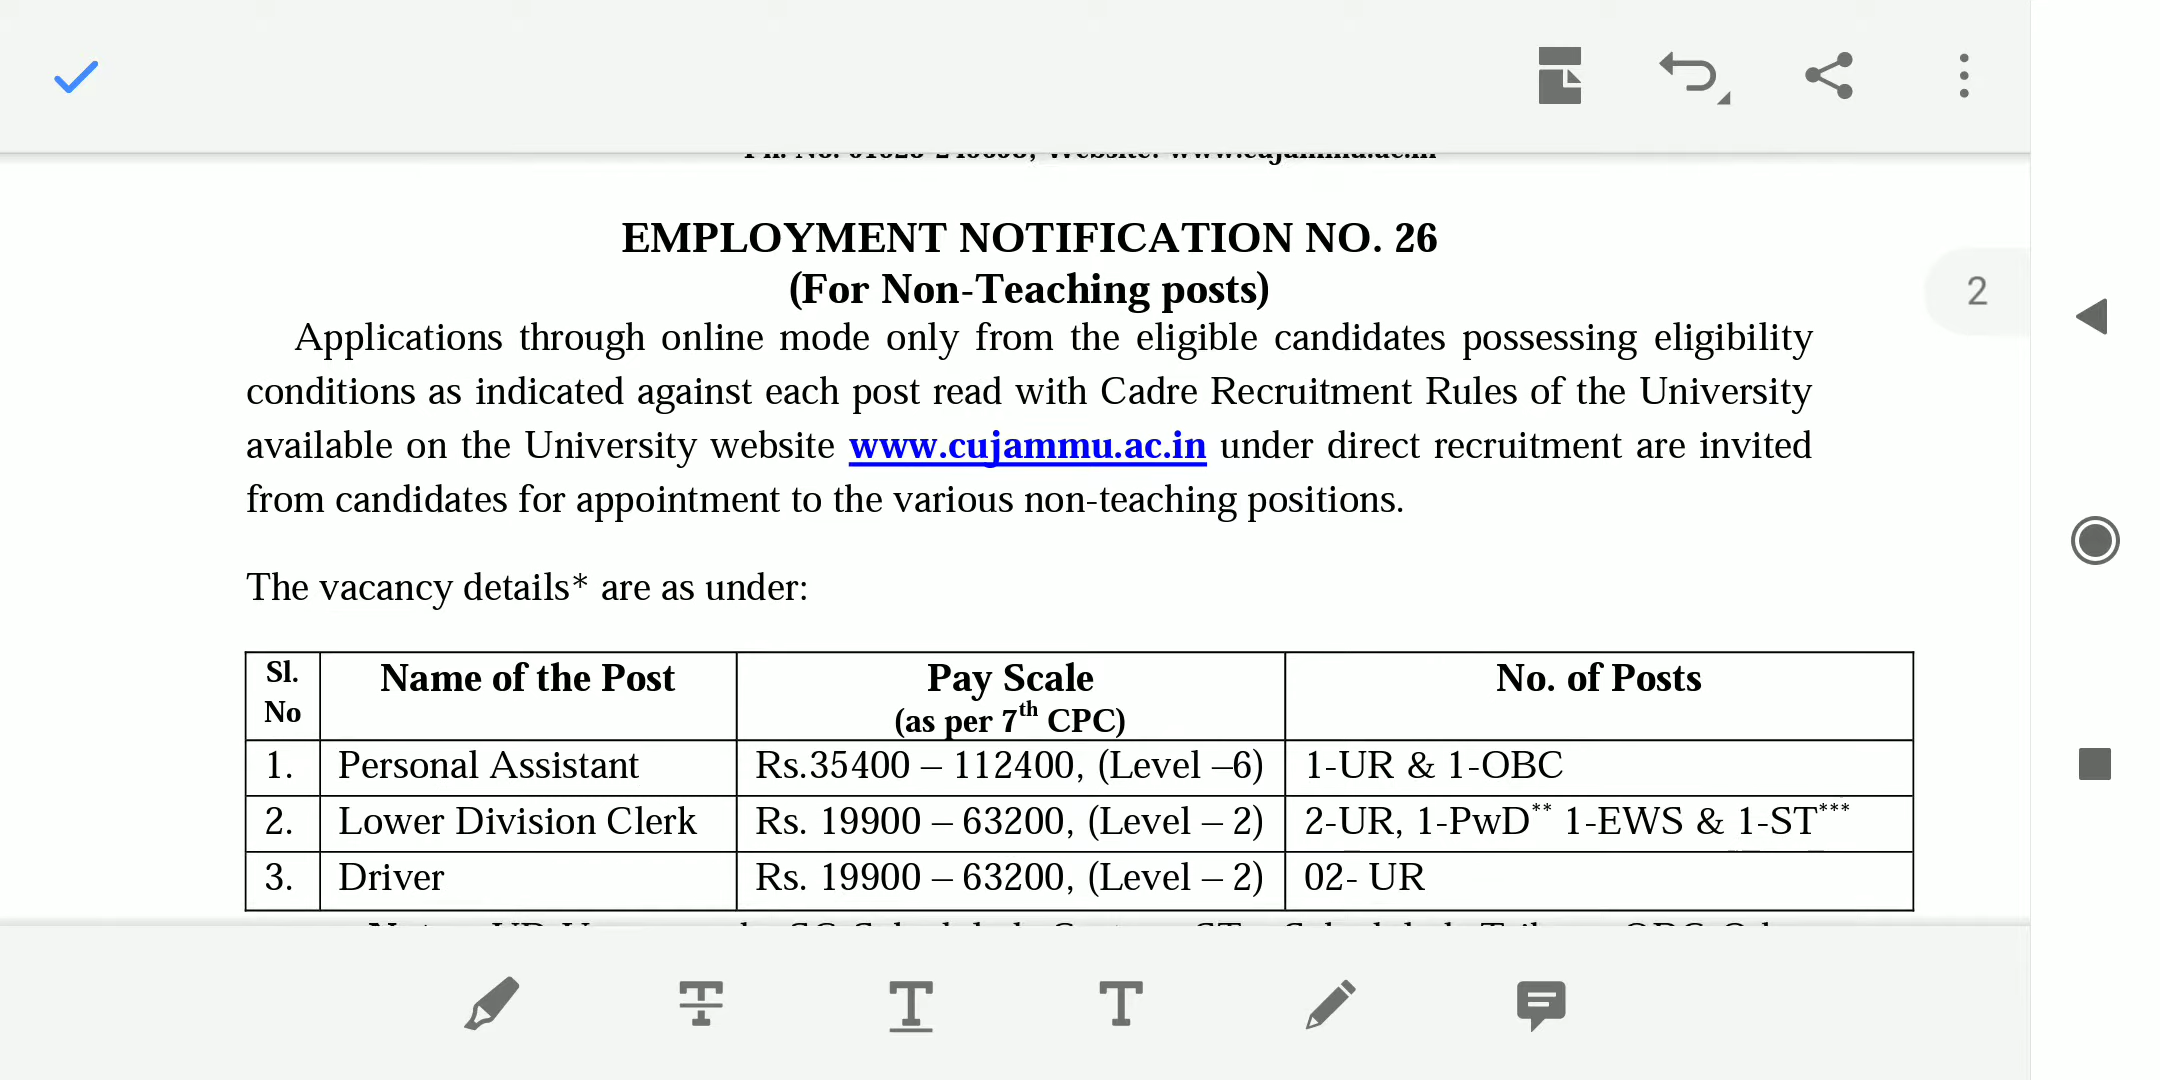 EMPLOYMENT NOTIFICATION NO. 26
(For Non-Teaching posts)
2
Applications through online mode only from the eligible candidates possessing eligibility
conditions as indicated against each post read with Cadre Recruitment Rules of the University
available on the University website www.cujammu.ac.in under direct recruitment are invited
from candidates for appointment to the various non-teaching positions.
The vacancy details* are as under:
Sl. No Name of the Post Pay Scale (as per 7th CPC) No. of Posts
1. Personal Assistant Rs.35400 – 112400, (Level –6) 1-UR & 1-OBC
2. Lower Division Clerk Rs. 19900 – 63200, (Level – 2) 2-UR, 1-PwD** 1-EWS & 1-ST***
3. Driver Rs. 19900 – 63200, (Level – 2) 02- UR